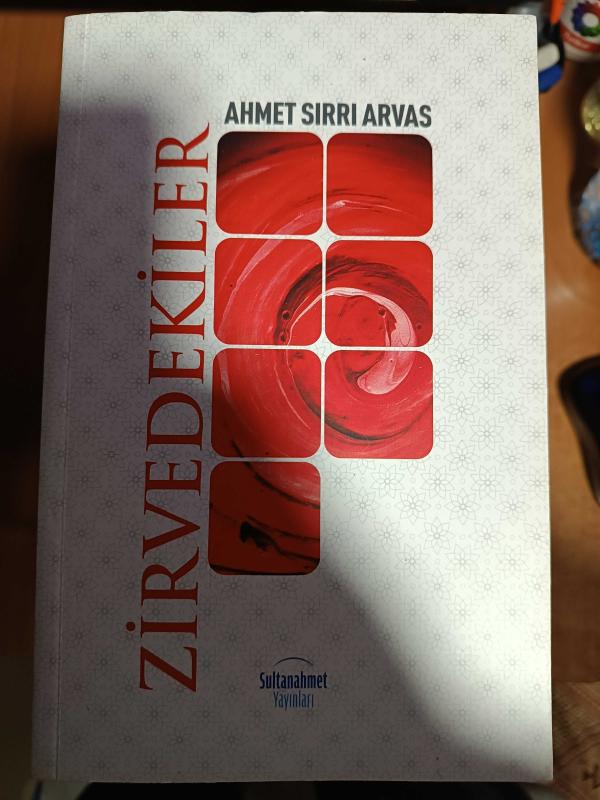 AHMET SIRRI ARVAS
ZİRVEDEKİLER
Sultanahmet
Yayınları